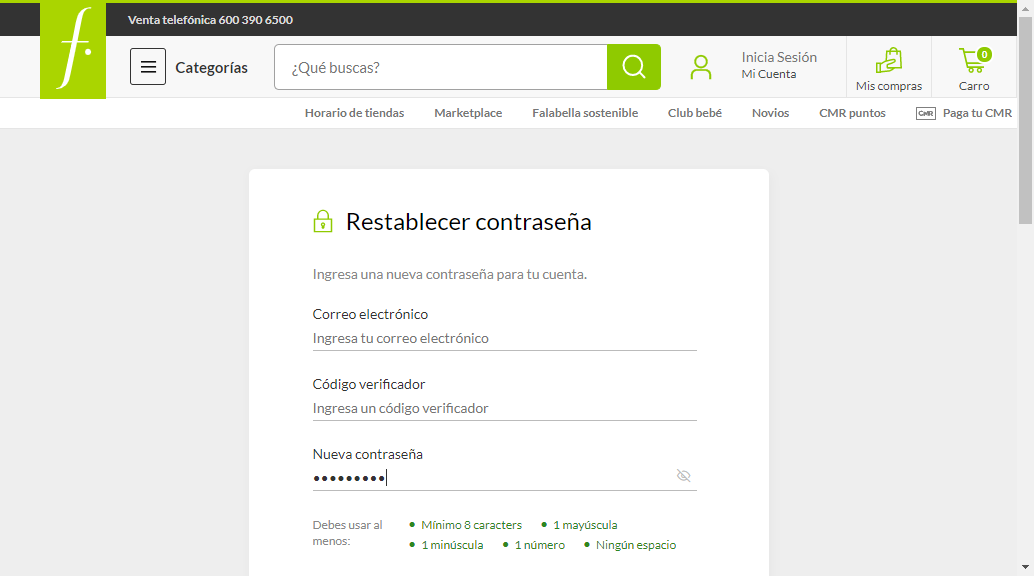 Venta telefónica 600 390 6500
f.
Categorías
¿Qué buscas?
Inicia Sesión
Mi Cuenta
Mis compras
0
Carro
Horario de tiendas
Marketplace
Falabella sostenible
Club bebé
Novios
CMR puntos
CMR Paga tu CMR
Restablecer contraseña
Ingresa una nueva contraseña para tu cuenta.
Correo electrónico
Ingresa tu correo electrónico
Código verificador
Ingresa un código verificador
Nueva contraseña
•••••••••
Debes usar al menos:
• Mínimo 8 caracters • 1 mayúscula
• 1 minúscula • 1 número • Ningún espacio